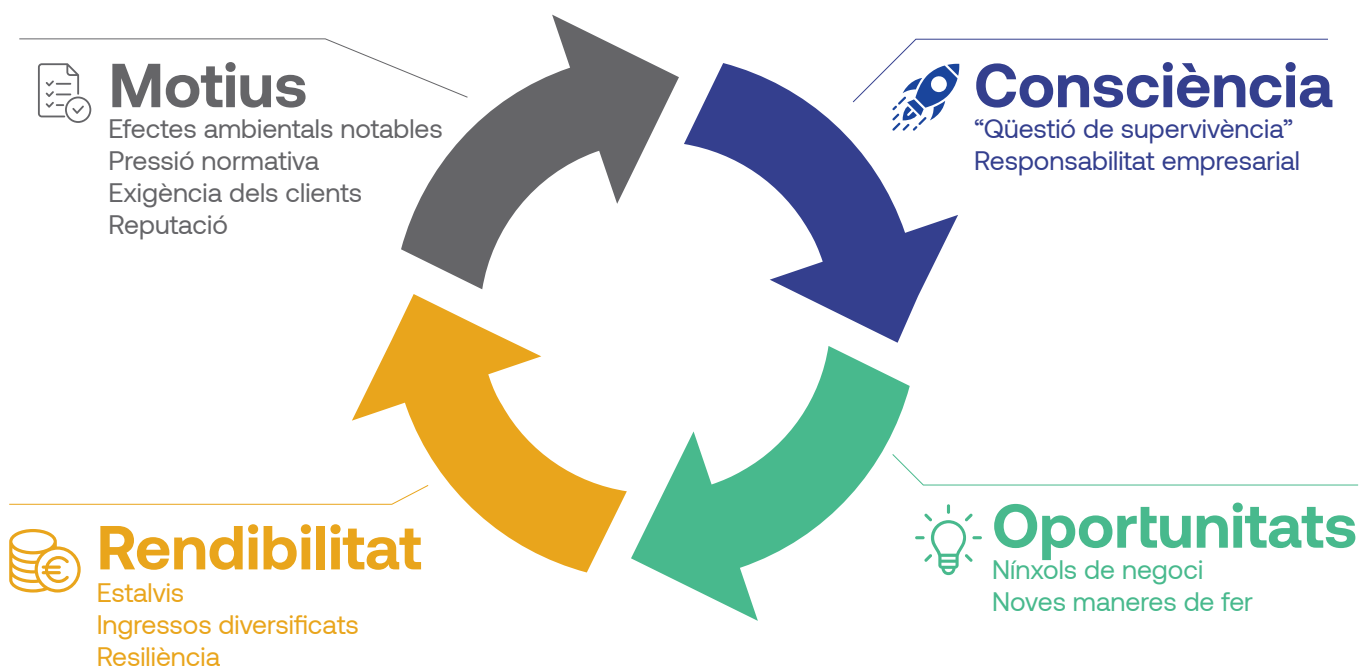 Motius
Efectes ambientals notables
Pressió normativa
Exigència dels clients
Reputació
Consciència
“Qüestió de supervivència”
Responsabilitat empresarial
Rendibilitat
Estalvis
Ingressos diversificats
Resiliència
Oportunitats
Nínxols de negoci
Noves maneres de fer